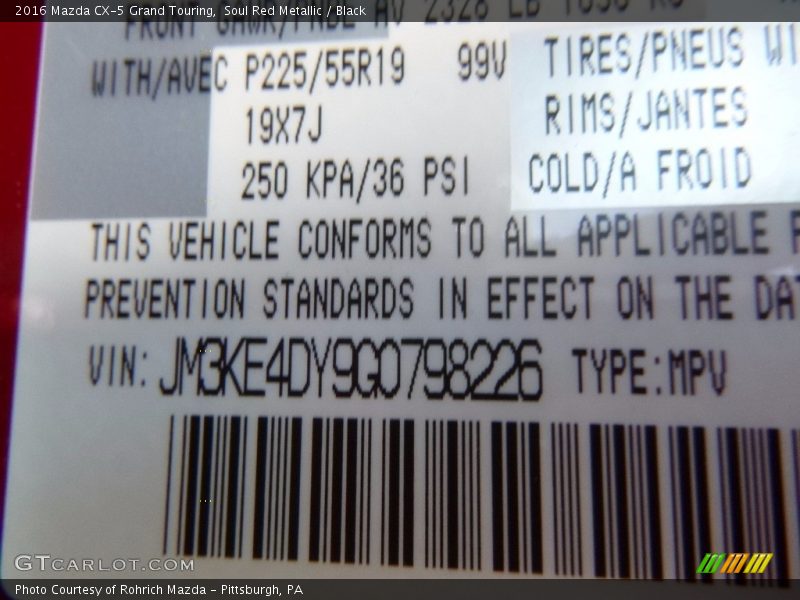 2016 Mazda CX-5 Grand Touring, Soul Red Metallic / Black
WITH/AVEC P225/55R19 99V TIRES/PNEUS
19X7J RIMS/JANTES
250 KPA/36 PSI COLD/A FROID
THIS VEHICLE CONFORMS TO ALL APPLICABLE
PREVENTION STANDARDS IN EFFECT ON THE
VIN: JM3KE4DY9G0798226 TYPE:MPV
GTCARLOT.COM
Photo Courtesy of Rohrich Mazda - Pittsburgh, PA